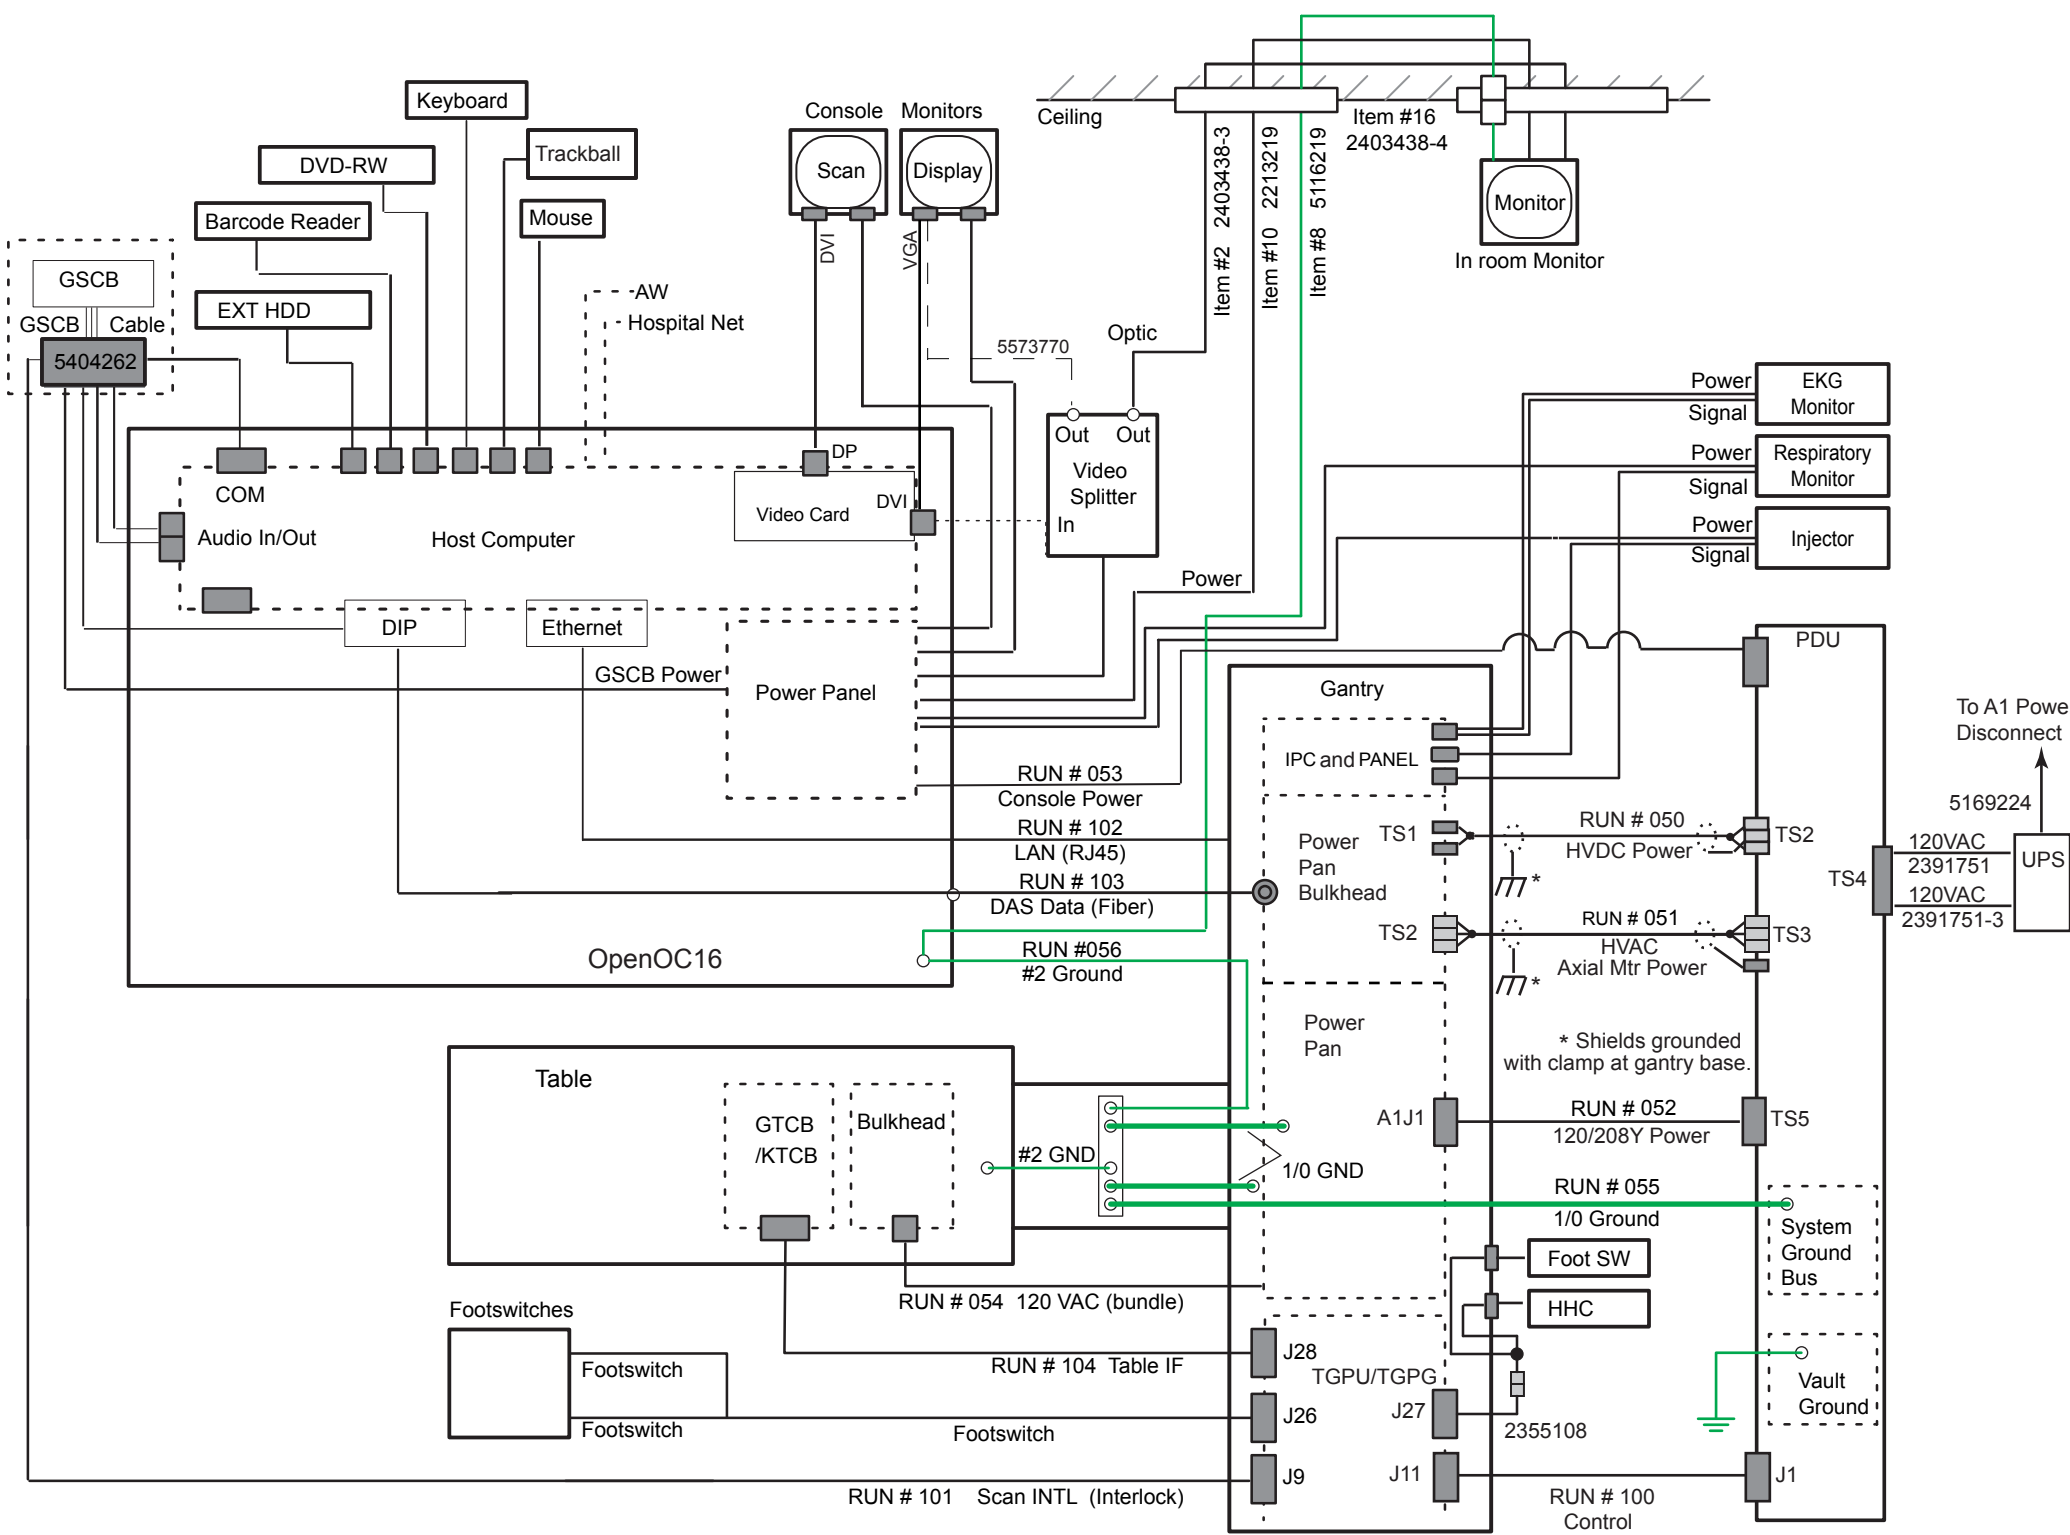 Keyboard
Console Monitors
Ceiling
Item #16
2403438-4
DVD-RW
Trackball
Scan
Display
Barcode Reader
Mouse
Monitor
In room Monitor
DVI
VGA
Item #2 2403438-3
Item #10 2213219
Item #8 5116219
GSCB
GSCB Cable
5404262
EXT HDD
AW
Hospital Net
Optic
5573770
Power
Signal
EKG
Monitor
Out Out
Video
Splitter
In
DP
DVI
Video Card
COM
Audio In/Out
Host Computer
Power
Signal
Respiratory
Monitor
Power
Signal
Injector
Power
DIP
Ethernet
GSCB Power
Power Panel
PDU
Gantry
IPC and PANEL
To A1 Powe
Disconnect
5169224
RUN # 053
Console Power
RUN # 102
LAN (RJ45)
RUN # 103
DAS Data (Fiber)
RUN #056
#2 Ground
OpenOC16
Power
Pan
Bulkhead
TS1
TS2
RUN # 050
HVDC Power
*
TS2
RUN # 051
HVAC
Axial Mtr Power
*
TS3
TS4
120VAC
2391751
120VAC
2391751-3
UPS
Power
Pan
* Shields grounded
with clamp at gantry base.
Table
GTCB
/KTCB
Bulkhead
#2 GND
1/0 GND
A1J1
RUN # 052
120/208Y Power
TS5
RUN # 055
1/0 Ground
System
Ground
Bus
Foot SW
HHC
RUN # 054 120 VAC (bundle)
Footswitches
Footswitch
Footswitch
Footswitch
RUN # 104 Table IF
J28
TGPU/TGPG
J26
J27
2355108
Vault
Ground
J9
J11
J1
RUN # 101 Scan INTL (Interlock)
RUN # 100
Control